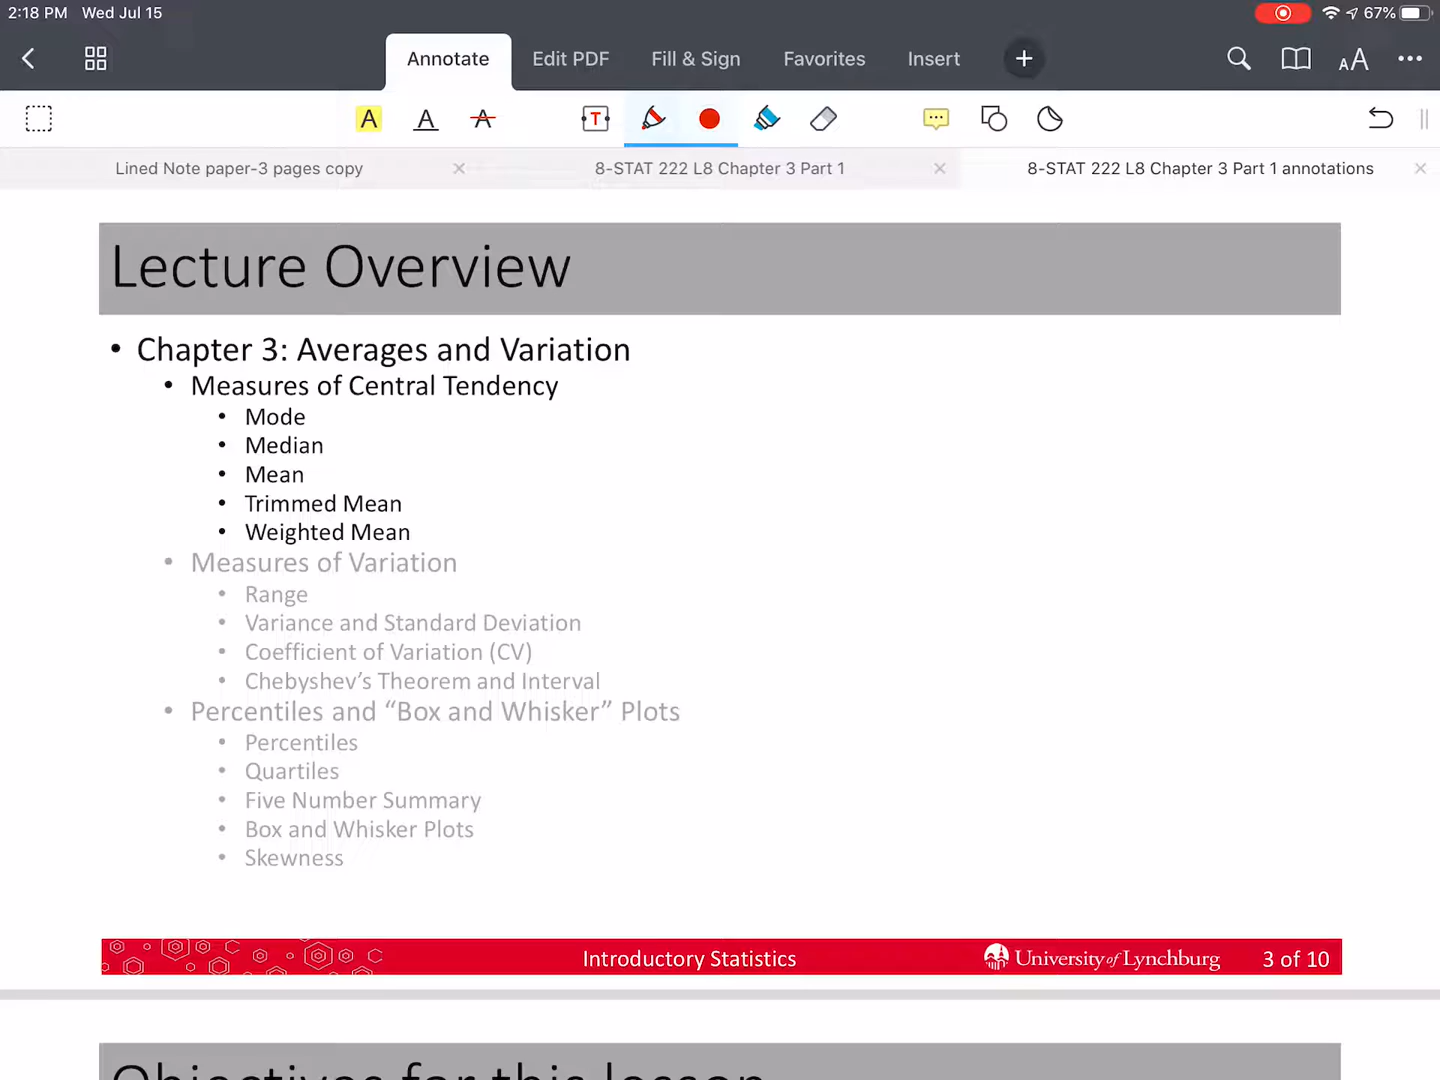 2:18 PM Wed Jul 15 67%
Annotate Edit PDF Fill & Sign Favorites Insert
Lined Note paper-3 pages copy 8-STAT 222 L8 Chapter 3 Part 1 8-STAT 222 L8 Chapter 3 Part 1 annotations
Lecture Overview
• Chapter 3: Averages and Variation
• Measures of Central Tendency
• Mode
• Median
• Mean
• Trimmed Mean
• Weighted Mean
• Measures of Variation
• Range
• Variance and Standard Deviation
• Coefficient of Variation (CV)
• Chebyshev’s Theorem and Interval
• Percentiles and “Box and Whisker” Plots
• Percentiles
• Quartiles
• Five Number Summary
• Box and Whisker Plots
• Skewness
Introductory Statistics University of Lynchburg 3 of 10
Objectives for this lesson